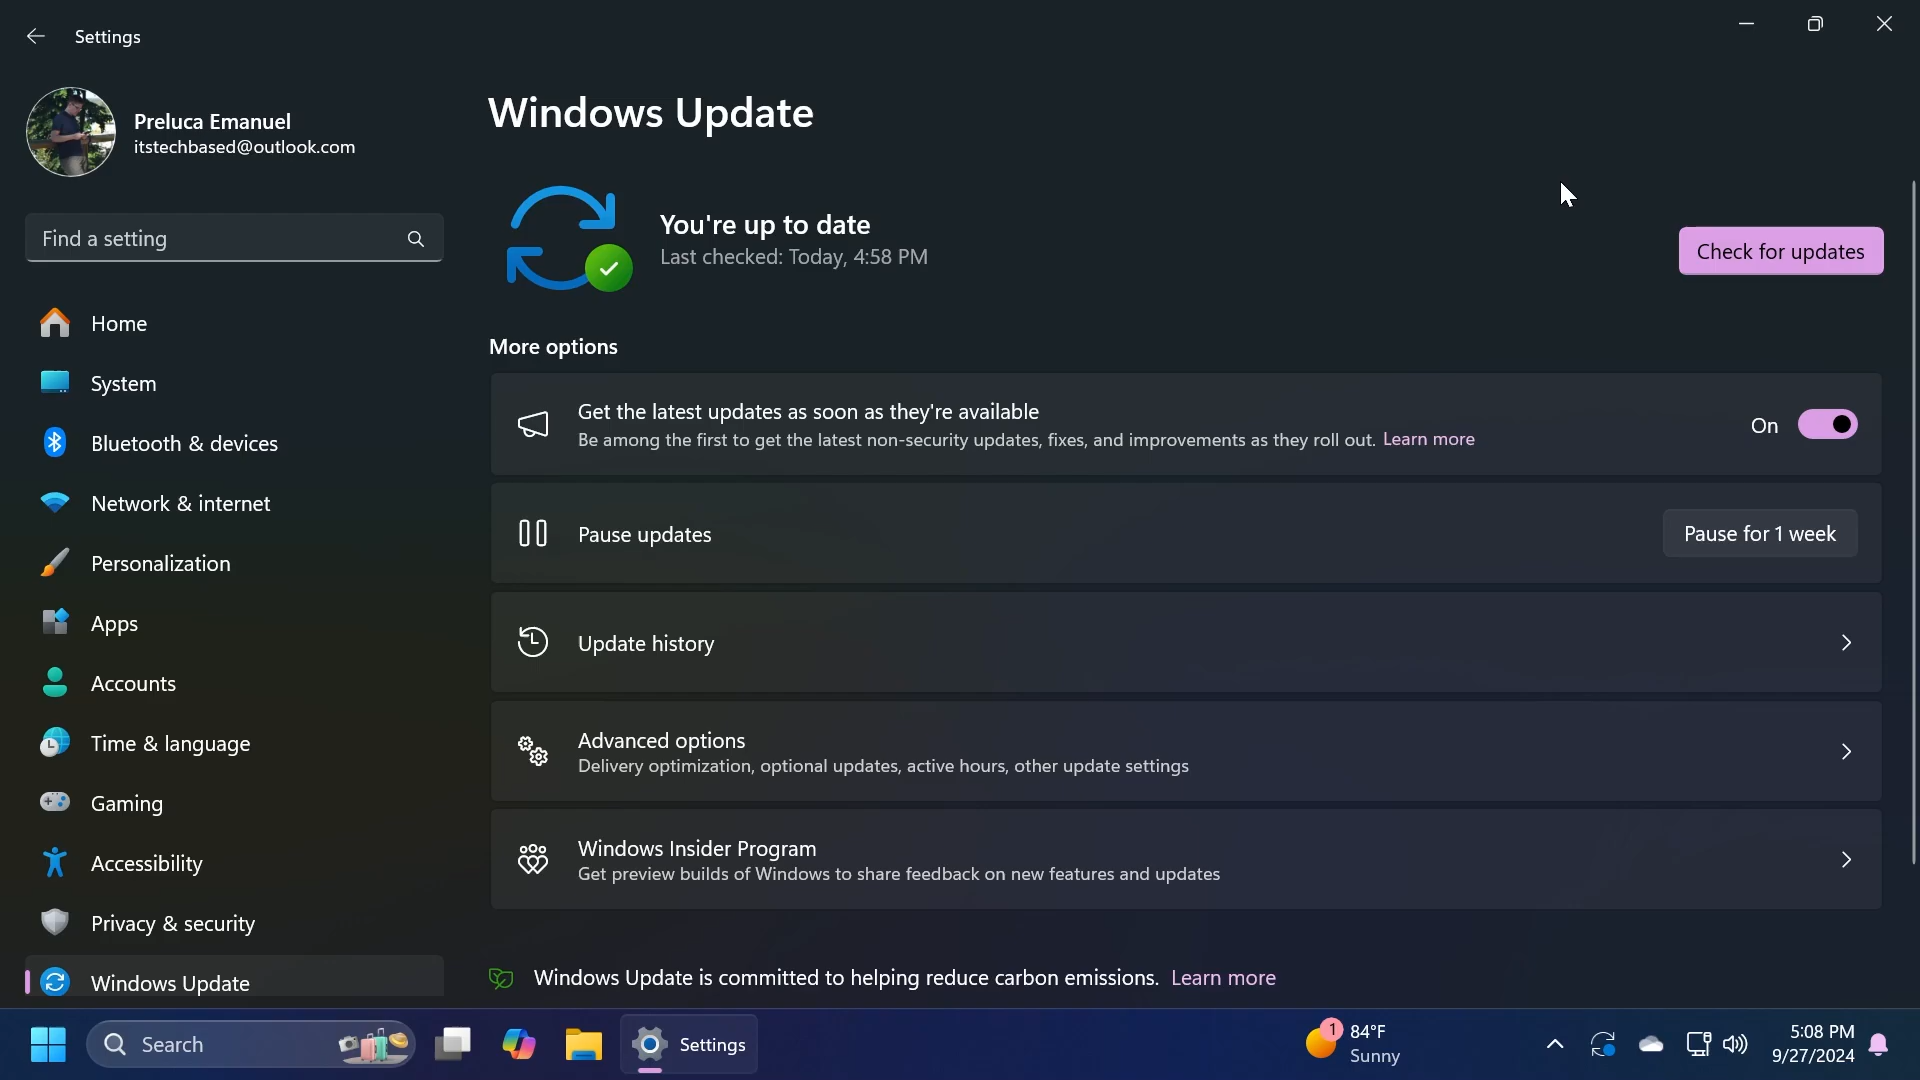 Settings
Preluca Emanuel
itstechbased@outlook.com
Find a setting
Home
System
Bluetooth & devices
Network & internet
Personalization
Apps
Accounts
Time & language
Gaming
Accessibility
Privacy & security
Windows Update
Windows Update
You're up to date
Last checked: Today, 4:58 PM
Check for updates
More options
Get the latest updates as soon as they're available
Be among the first to get the latest non-security updates, fixes, and improvements as they roll out. Learn more
On
Pause updates
Pause for 1 week
Update history
Advanced options
Delivery optimization, optional updates, active hours, other update settings
Windows Insider Program
Get preview builds of Windows to share feedback on new features and updates
Windows Update is committed to helping reduce carbon emissions. Learn more
Search
Settings
1
84°F
Sunny
5:08 PM
9/27/2024